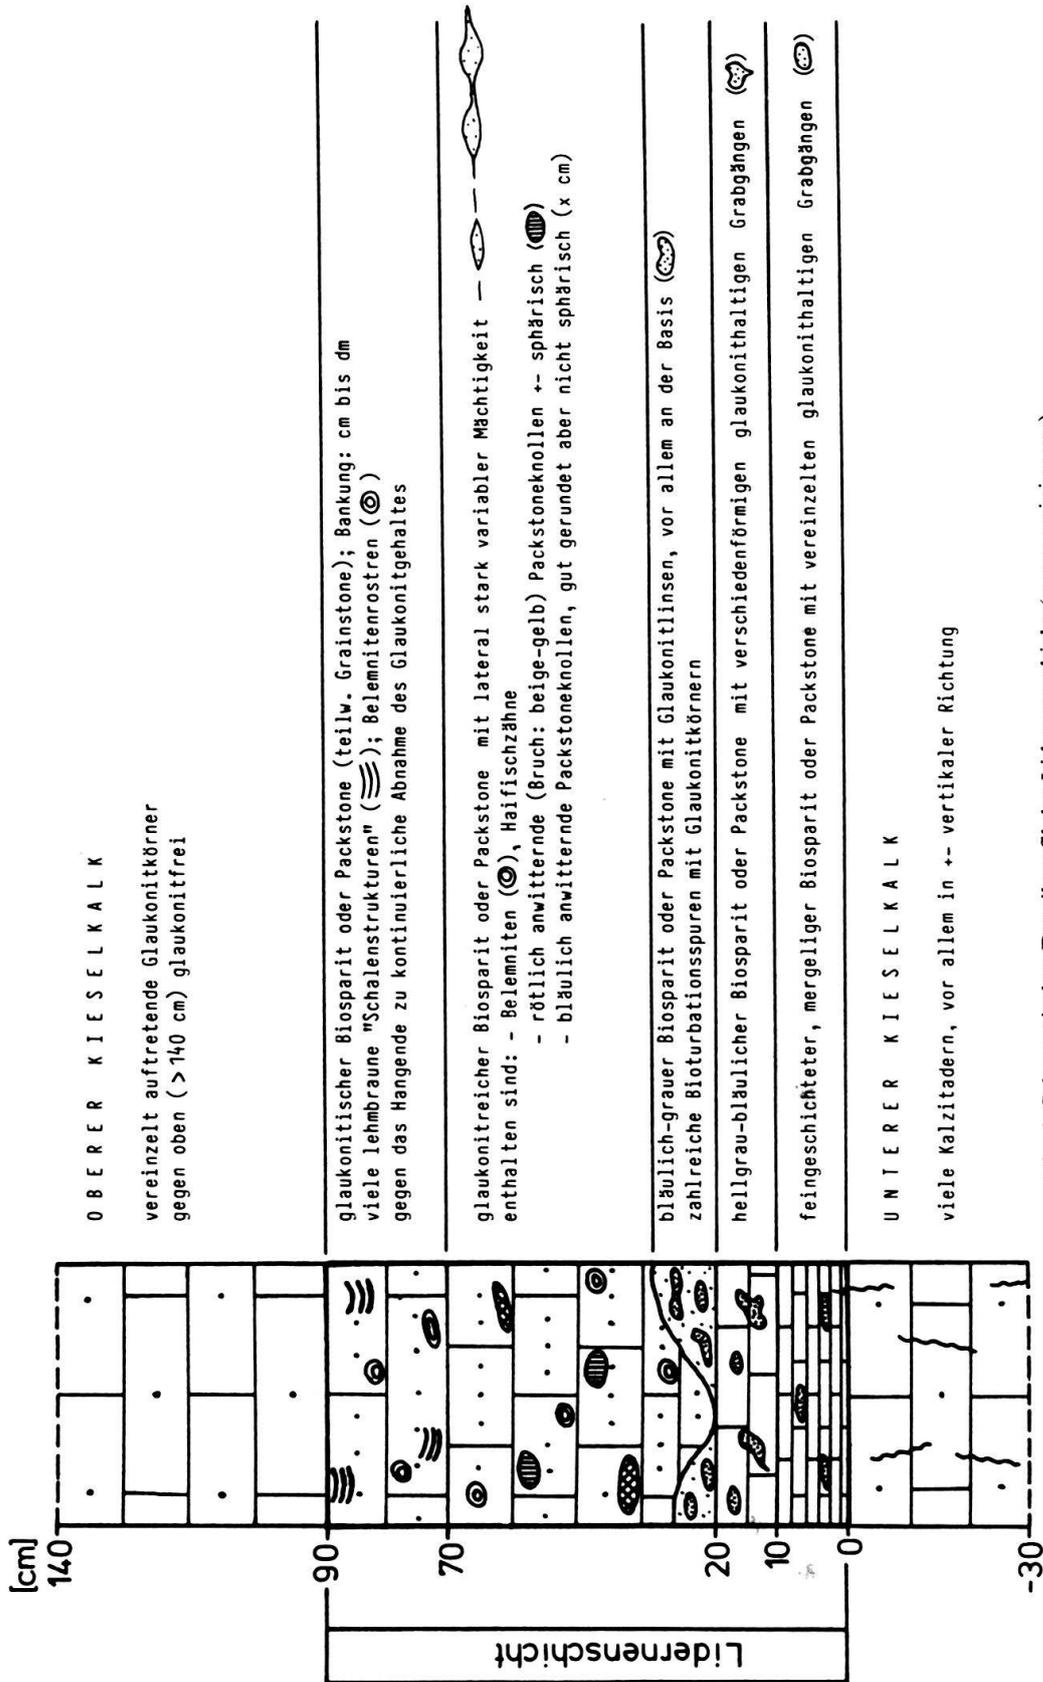 [cm]
140
90
70
20
10
0
-30
Lidernenschicht
O B E R E R   K I E S E L K A L K
vereinzelt auftretende Glaukonitkörner
gegen oben (>140 cm) glaukonitfrei
glaukonitischer Biosparit oder Packstone (teilw. Grainstone); Bankung: cm bis dm
viele lehmbraune "Schalenstrukturen" ( ); Belemnitenrostren ( )
gegen das Hangende zu kontinuierliche Abnahme des Glaukonitgehaltes
glaukonitreicher Biosparit oder Packstone mit lateral stark variabler Mächtigkeit
enthalten sind: - Belemniten ( ), Haifischzähne
- rötlich anwitternde (Bruch: beige-gelb) Packstoneknollen +- sphärisch ( )
- bläulich anwitternde Packstoneknollen, gut gerundet aber nicht sphärisch (x cm)
bläulich-grauer Biosparit oder Packstone mit Glaukonitlinsen, vor allem an der Basis ( )
zahlreiche Bioturbationsspuren mit Glaukonitkörnern
hellgrau-bläulicher Biosparit oder Packstone mit verschiedenförmigen glaukonithaltigen Grabgängen ( )
feingeschichteter, mergeliger Biosparit oder Packstone mit vereinzelten glaukonithaltigen Grabgängen ( )
U N T E R E R   K I E S E L K A L K
viele Kalzitadern, vor allem in +- vertikaler Richtung